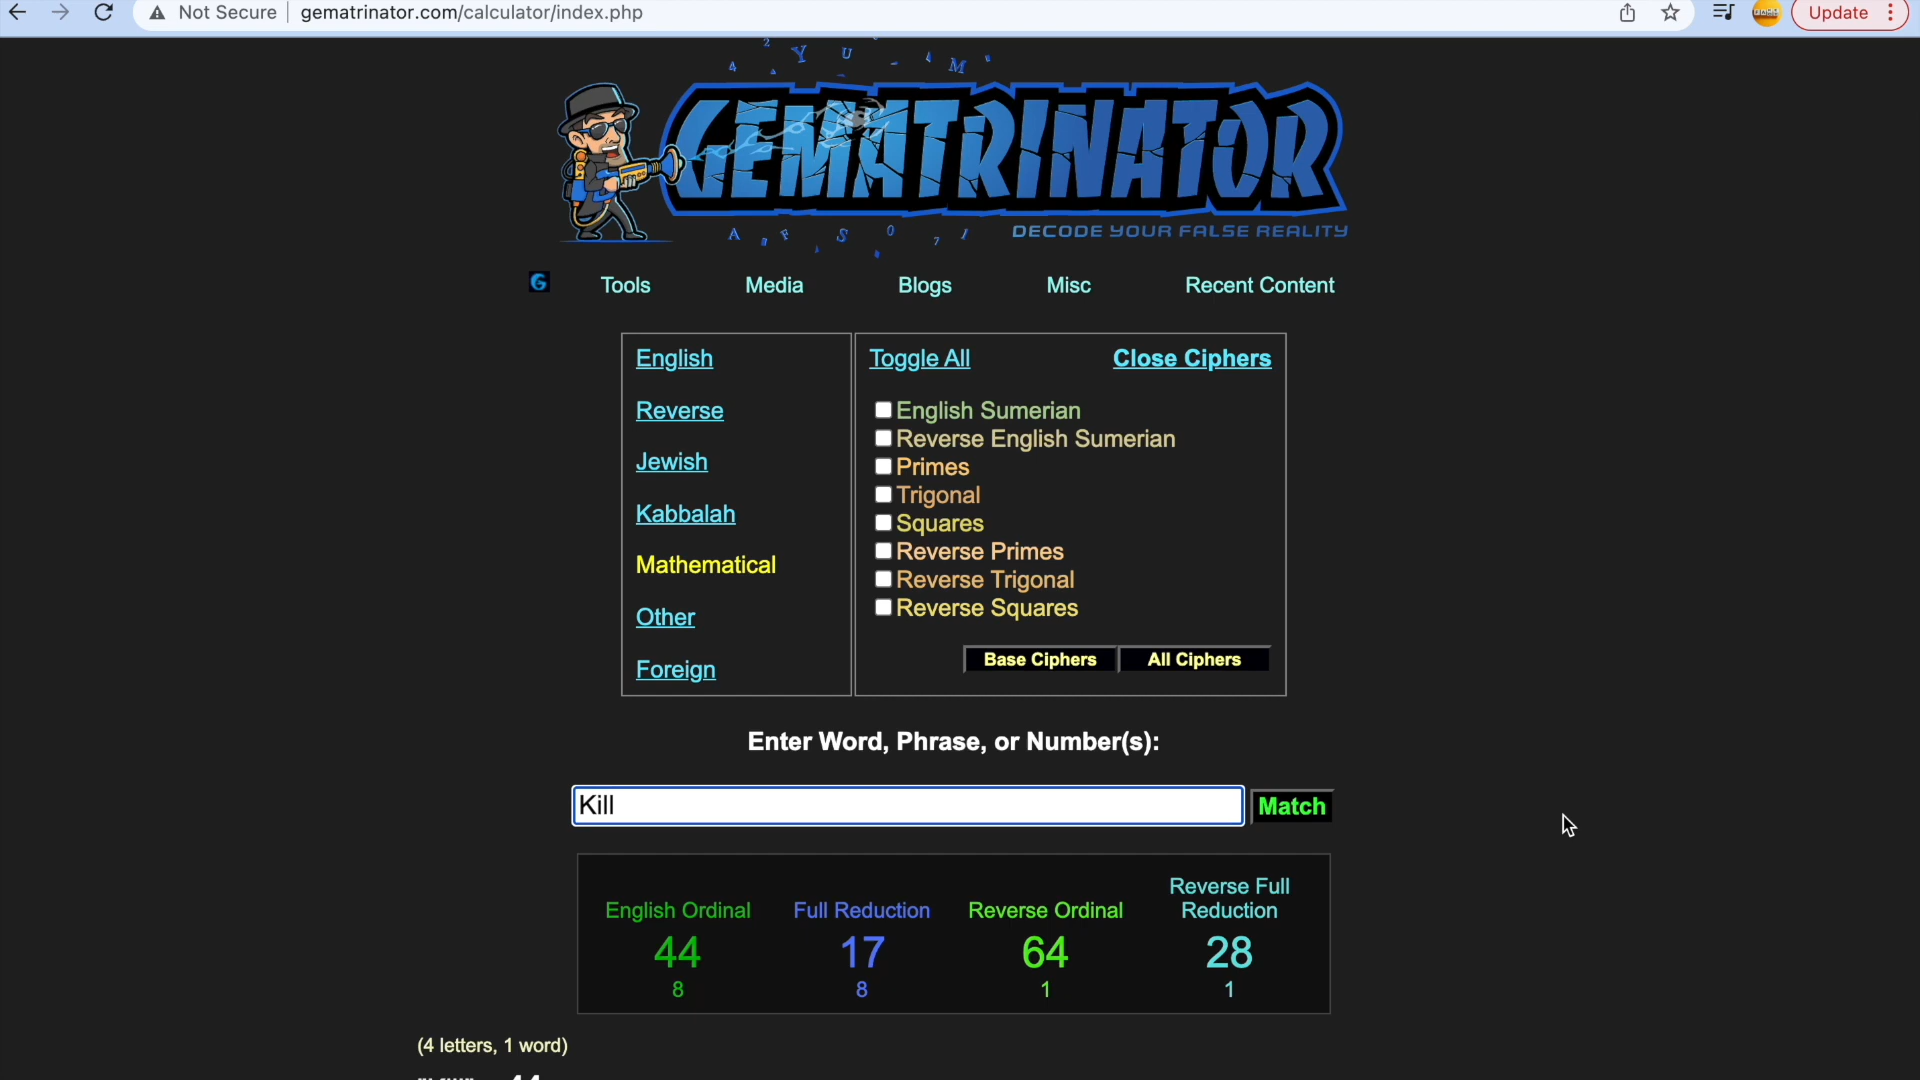 Not Secure | gematrinator.com/calculator/index.php
Update
GEMATRINATOR
DECODE YOUR FALSE REALITY
G Tools Media Blogs Misc Recent Content
English
Reverse
Jewish
Kabbalah
Mathematical
Other
Foreign
Toggle All Close Ciphers
English Sumerian
Reverse English Sumerian
Primes
Trigonal
Squares
Reverse Primes
Reverse Trigonal
Reverse Squares
Base Ciphers All Ciphers
Enter Word, Phrase, or Number(s):
Kill Match
English Ordinal
44
8
Full Reduction
17
8
Reverse Ordinal
64
1
Reverse Full
Reduction
28
1
(4 letters, 1 word)